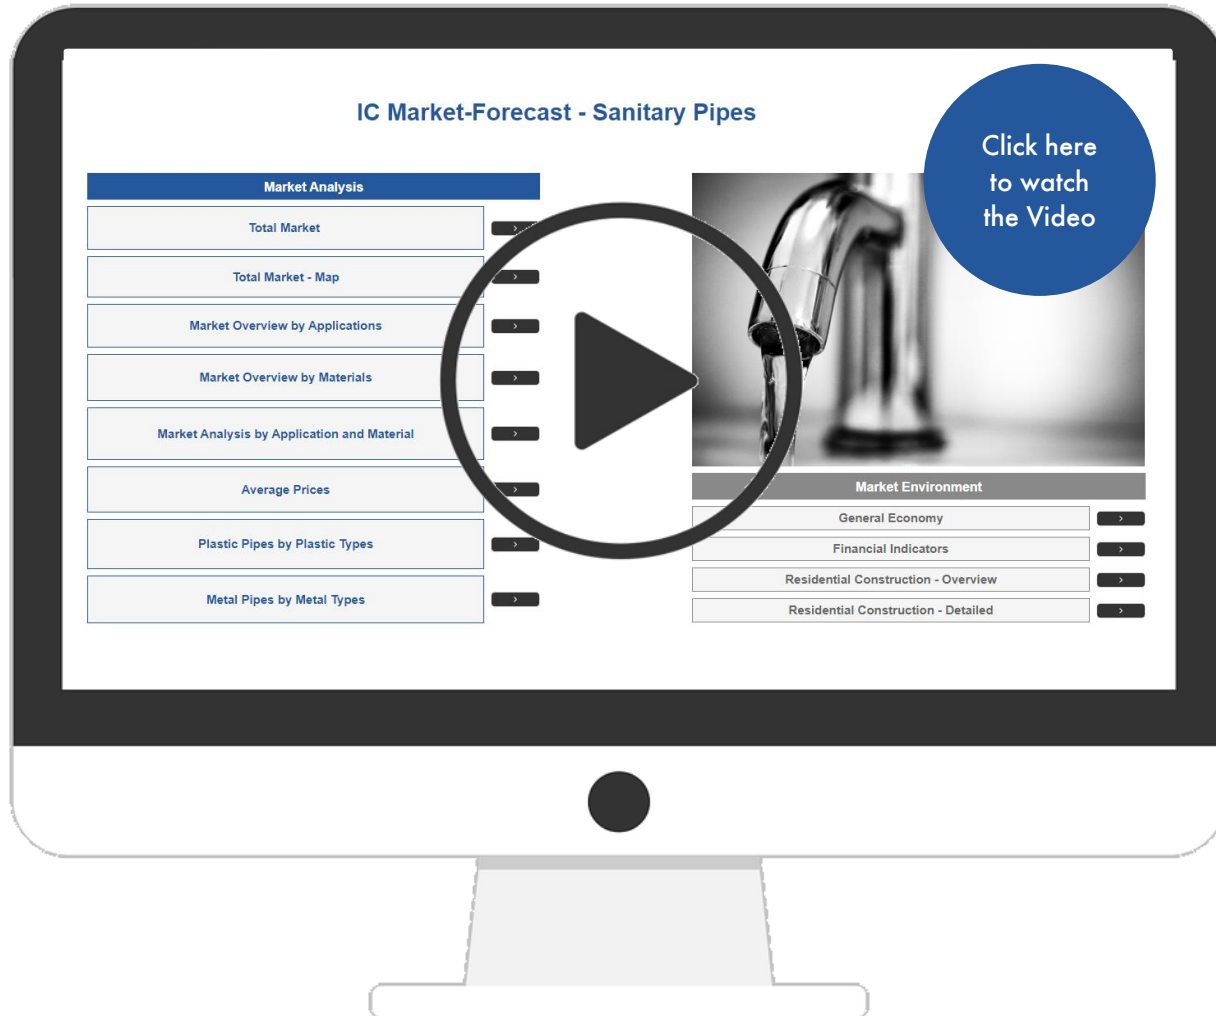 IC Market-Forecast - Sanitary Pipes
Click here
to watch
the Video
Market Analysis
Total Market
Total Market - Map
Market Overview by Applications
Market Overview by Materials
Market Analysis by Application and Material
Average Prices
Plastic Pipes by Plastic Types
Metal Pipes by Metal Types
Market Environment
General Economy
Financial Indicators
Residential Construction - Overview
Residential Construction - Detailed